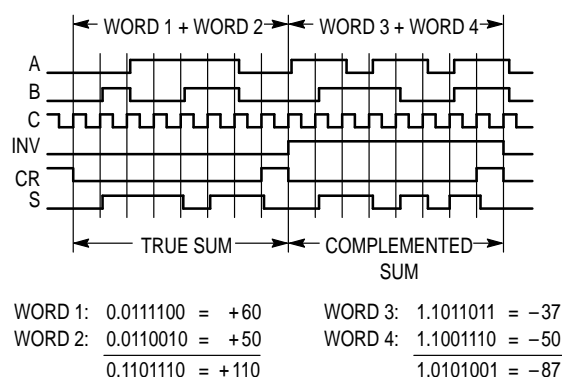 WORD 1 + WORD 2 WORD 3 + WORD 4
A
B
C
INV
CR
S
TRUE SUM COMPLEMENTED
SUM
WORD 1: 0.0111100 = +60 WORD 3: 1.1011011 = –37
WORD 2: 0.0110010 = +50 WORD 4: 1.1001110 = –50
0.1101110 = +110 1.0101001 = –87